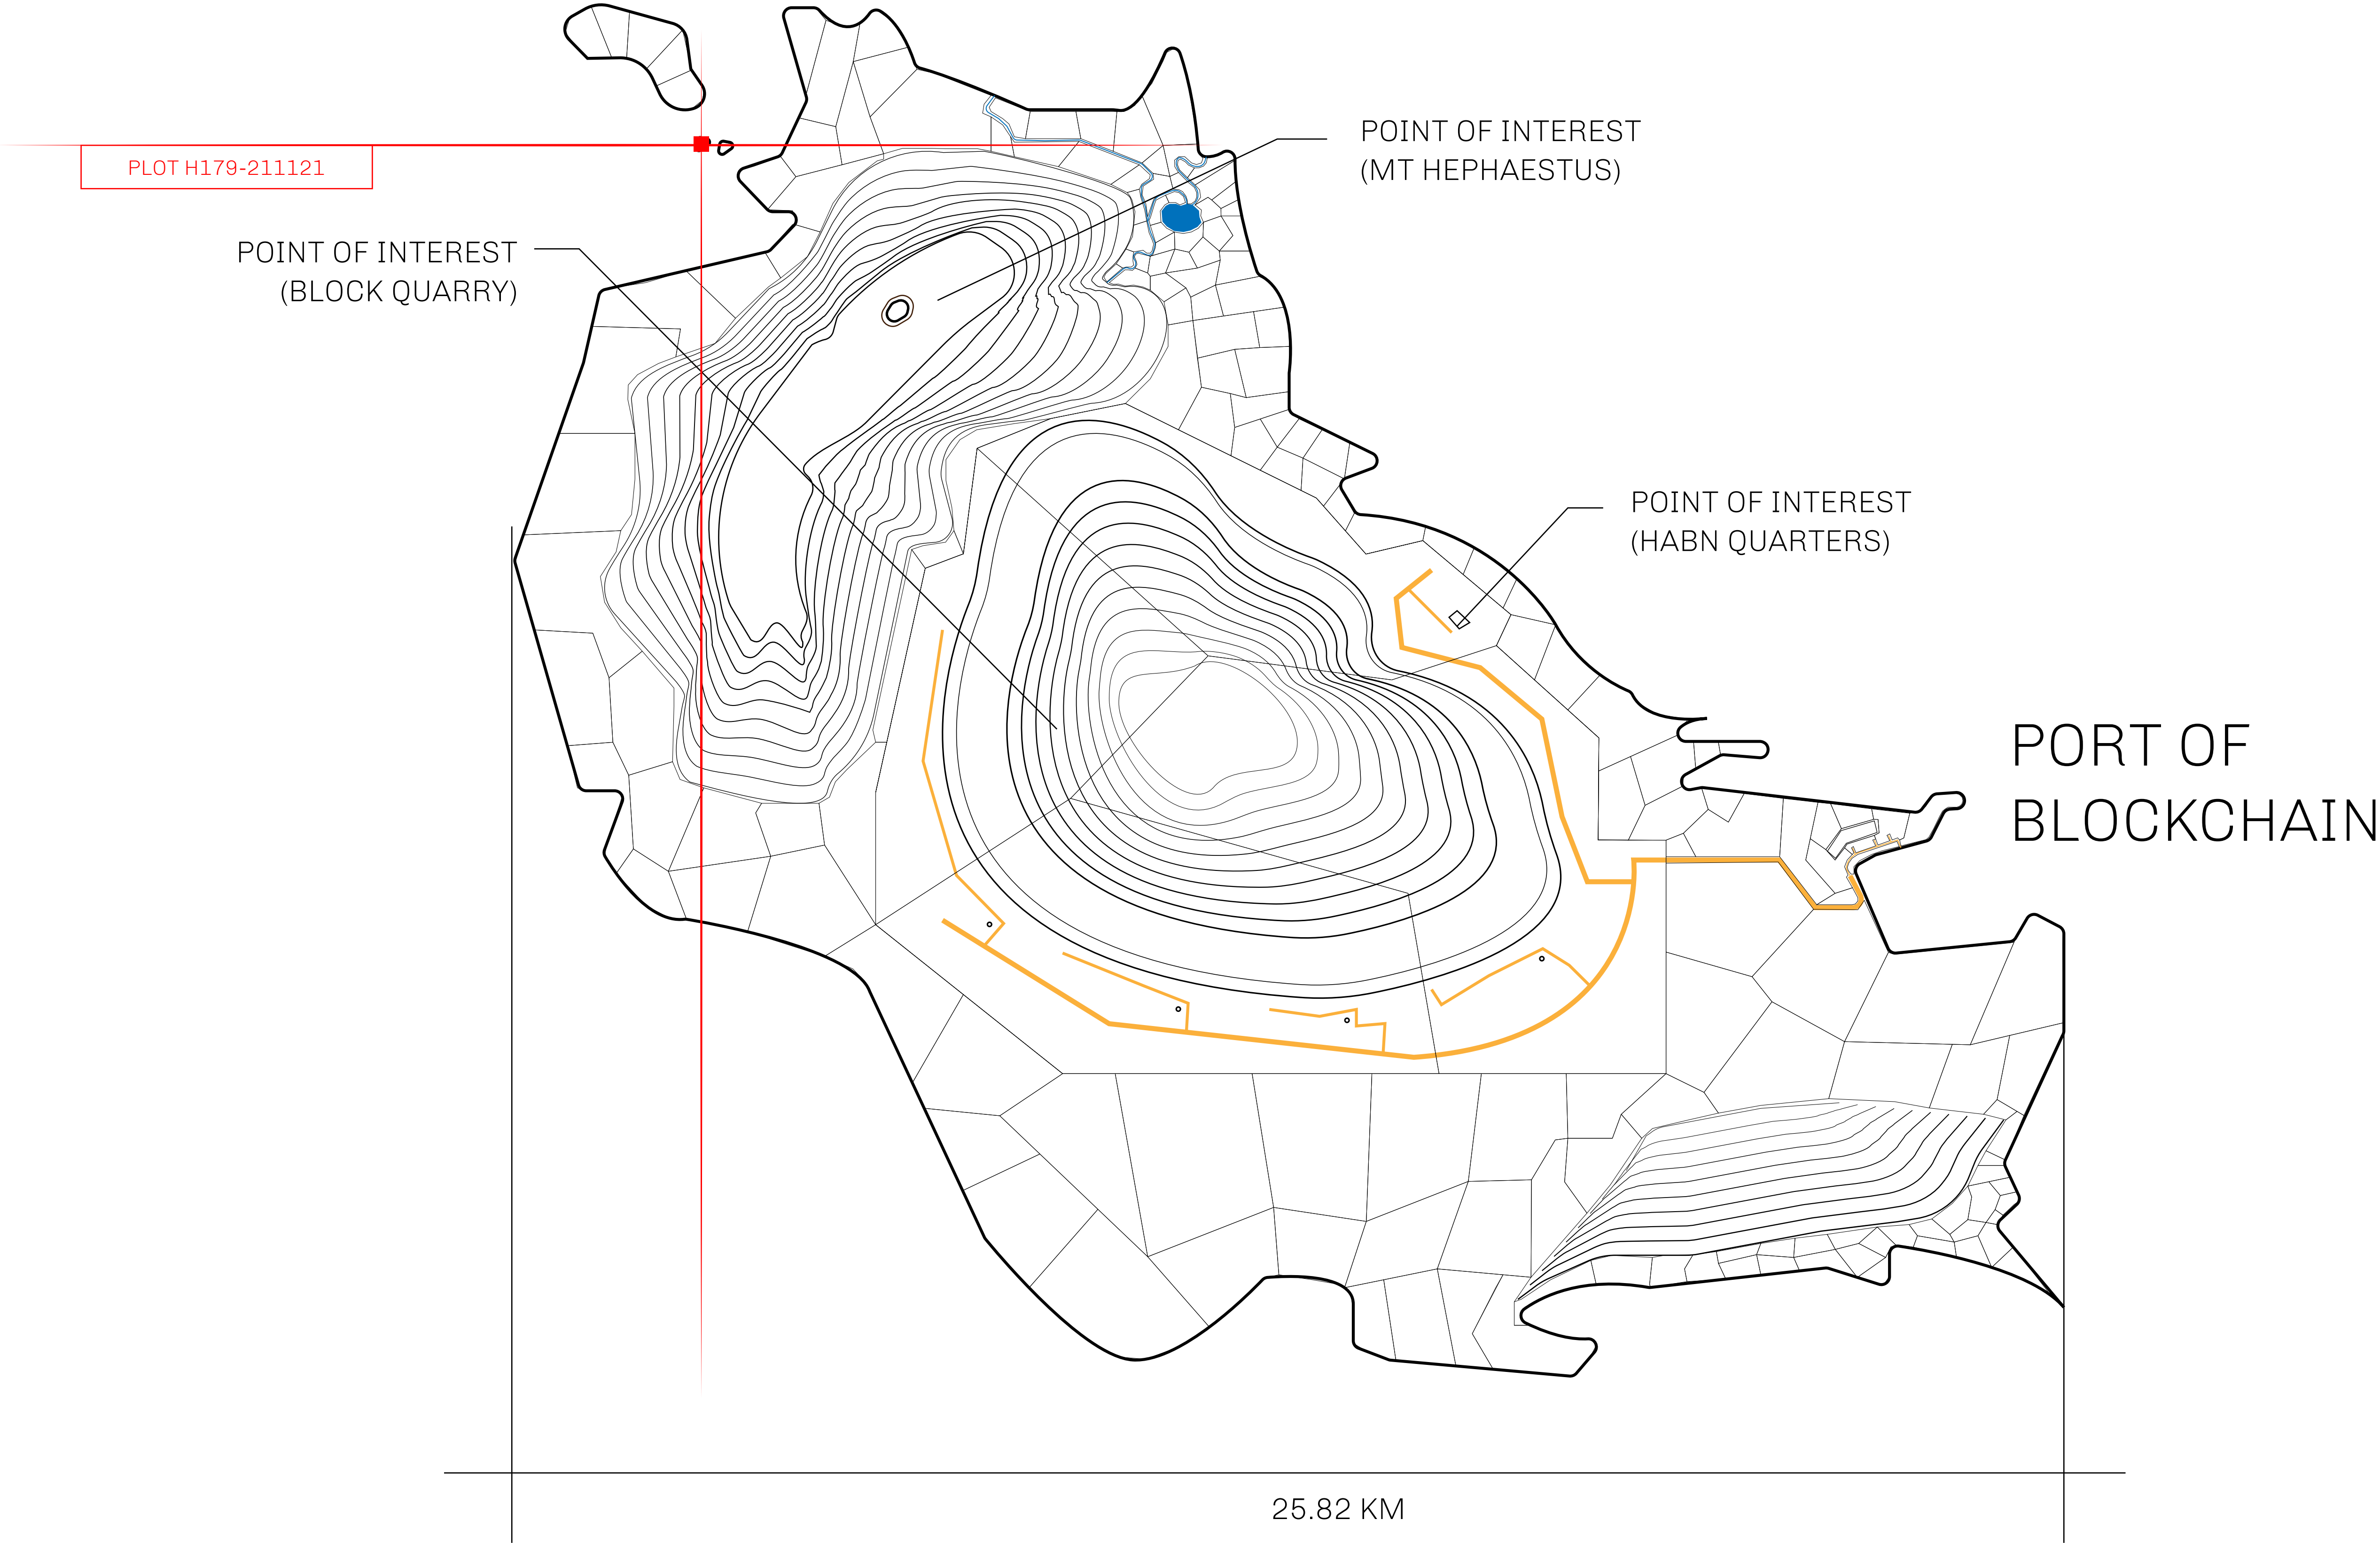 POINT OF INTEREST
(MT HEPHAESTUS)
PLOT H179-211121
POINT OF INTEREST
(BLOCK QUARRY)
POINT OF INTEREST
(HABN QUARTERS)
PORT OF
BLOCKCHAIN
25.82 KM